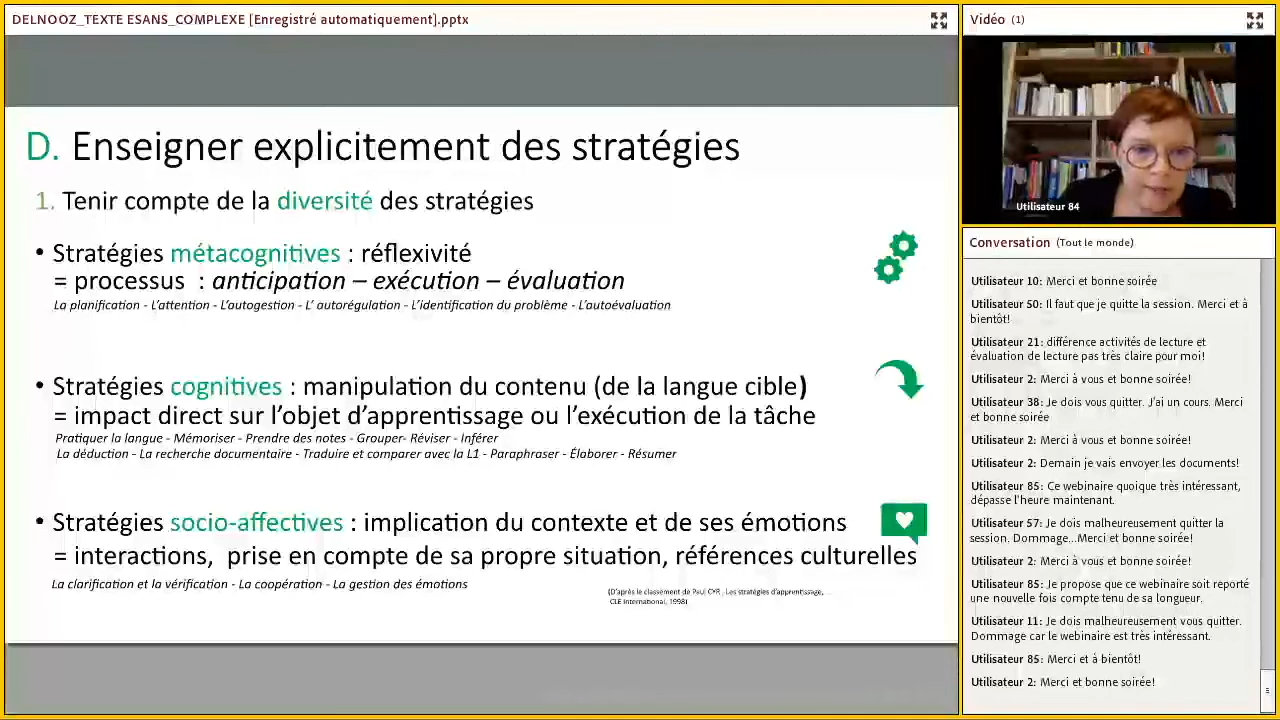 DELNOOZ_TEXTE ESANS_COMPLEXE [Enregistré automatiquement].pptx
D. Enseigner explicitement des stratégies
1. Tenir compte de la diversité des stratégies
• Stratégies métacognitives : réflexivité
= processus : anticipation – exécution – évaluation
La planification - L'attention - L'autogestion - L' autorégulation - L'identification du problème - L'autoévaluation
• Stratégies cognitives : manipulation du contenu (de la langue cible)
= impact direct sur l'objet d'apprentissage ou l'exécution de la tâche
Pratiquer la langue - Mémoriser - Prendre des notes - Grouper- Réviser - Inférer
La déduction - La recherche documentaire - Traduire et comparer avec la L1 - Paraphraser - Élaborer - Résumer
• Stratégies socio-affectives : implication du contexte et de ses émotions
= interactions, prise en compte de sa propre situation, références culturelles
La clarification et la vérification - La coopération - La gestion des émotions
(D'après le classement de Paul CYR , Les stratégies d'apprentissage,
CLE International, 1998)
Vidéo (1)
Utilisateur 84
Conversation (Tout le monde)
Utilisateur 10: Merci et bonne soirée
Utilisateur 50: Il faut que je quitte la session. Merci et à
bientôt!
Utilisateur 21: différence activités de lecture et
évaluation de lecture pas très claire pour moi!
Utilisateur 2: Merci à vous et bonne soirée!
Utilisateur 38: Je dois vous quitter. J'ai un cours. Merci
et bonne soirée
Utilisateur 2: Merci à vous et bonne soirée!
Utilisateur 2: Demain je vais envoyer les documents!
Utilisateur 85: Ce webinaire quoique très intéressant,
dépasse l'heure maintenant.
Utilisateur 57: Je dois malheureusement quitter la
session. Dommage...Merci et bonne soirée!
Utilisateur 2: Merci à vous et bonne soirée!
Utilisateur 85: Je propose que ce webinaire soit reporté
une nouvelle fois compte tenu de sa longueur.
Utilisateur 11: Je dois malheureusement vous quitter.
Dommage car le webinaire est très intéressant.
Utilisateur 85: Merci et à bientôt!
Utilisateur 2: Merci et bonne soirée!